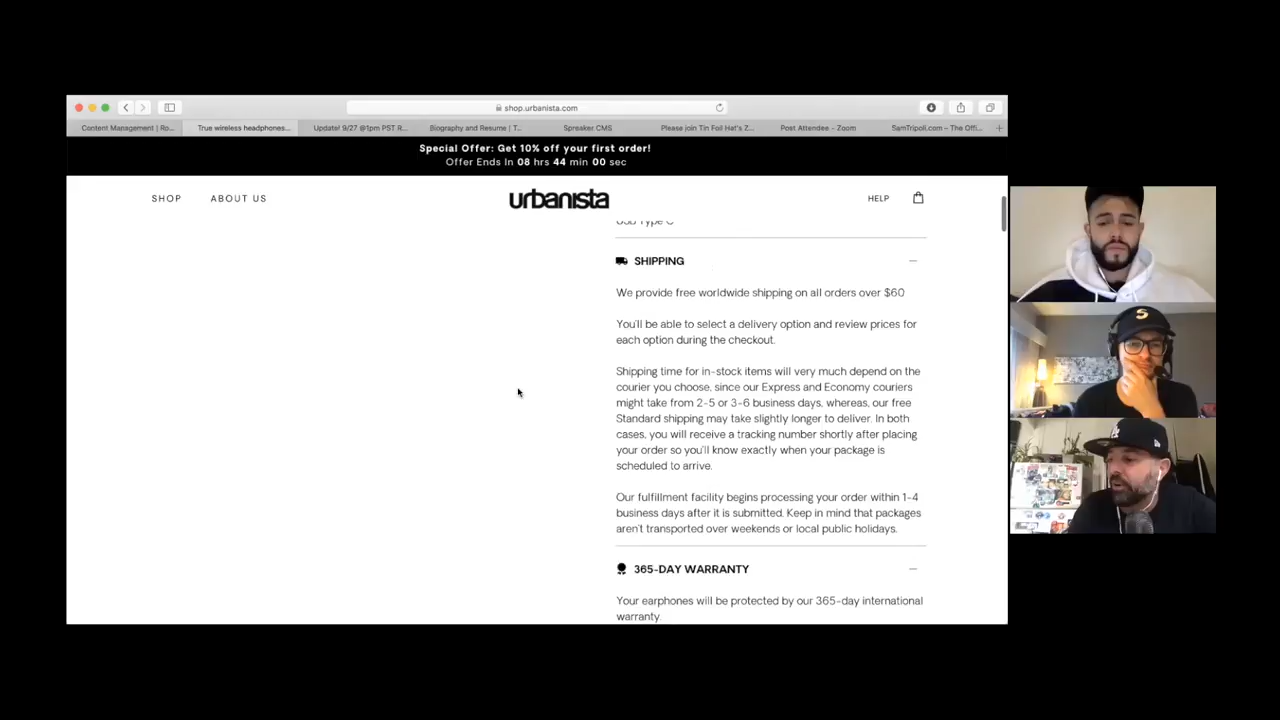 shop.urbanista.com
Content Management | Ro...
True wireless headphones...
Update! 9/27 @1pm PST R...
Biography and Resume | T...
Spreaker CMS
Please join Tin Foil Hat's Z...
Post Attendee - Zoom
SamTripoli.com – The Offi...
Special Offer: Get 10% off your first order!
Offer Ends In 08 hrs 44 min 00 sec
SHOP
ABOUT US
urbanista
HELP
USB Type C
SHIPPING
We provide free worldwide shipping on all orders over $60
You'll be able to select a delivery option and review prices for
each option during the checkout.
Shipping time for in-stock items will very much depend on the
courier you choose, since our Express and Economy couriers
might take from 2-5 or 3-6 business days, whereas, our free
Standard shipping may take slightly longer to deliver. In both
cases, you will receive a tracking number shortly after placing
your order so you'll know exactly when your package is
scheduled to arrive.
Our fulfillment facility begins processing your order within 1-4
business days after it is submitted. Keep in mind that packages
aren't transported over weekends or local public holidays.
365-DAY WARRANTY
Your earphones will be protected by our 365-day international
warranty
S
LA